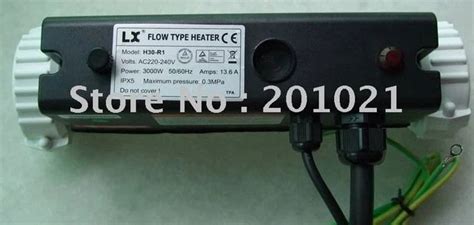 LX® FLOW TYPE HEATER
Model: H30-R1
Volts: AC220-240V
Power: 3000W 50/60Hz Amps: 13.6 A
IPX5 Maximum pressure: 0.3MPa
Do not cover !
TPA
Store No : 201021